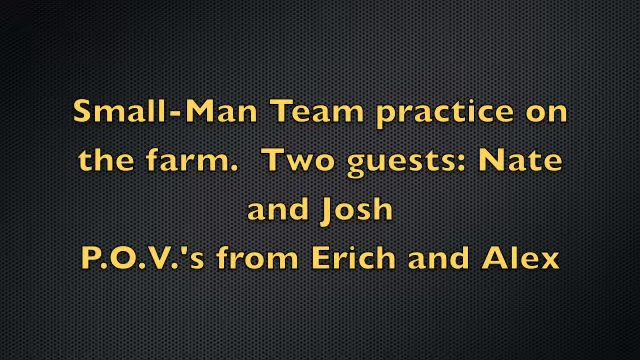 Small-Man Team practice on
the farm.  Two guests: Nate
and Josh
P.O.V.'s from Erich and Alex